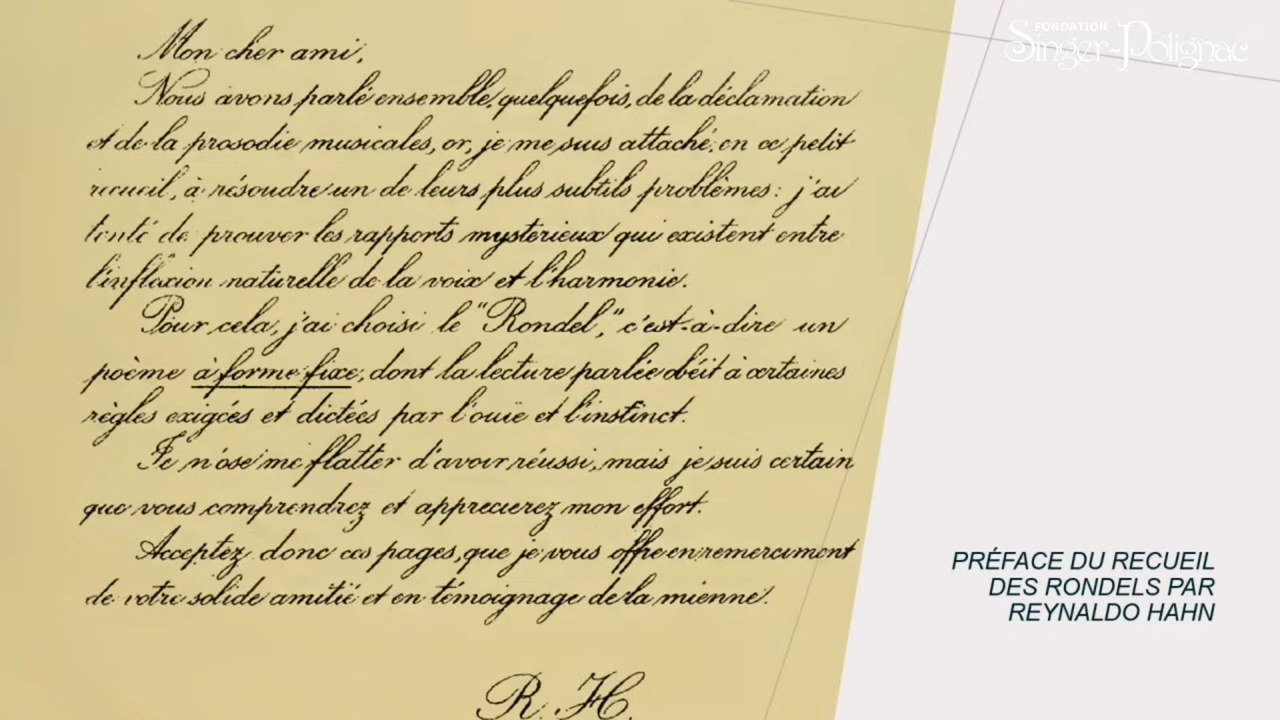 Mon cher ami,
Nous avons parlé ensemble, quelquefois, de la déclamation
et de la prosodie musicales, or, je me suis attaché, en ce petit
recueil, à résoudre un de leurs plus subtils problèmes : j'ai
tenté de prouver les rapports mystérieux qui existent entre
l'inflexion naturelle de la voix et l'harmonie.
Pour cela, j'ai choisi le "Rondel," c'est-à-dire un
poème à forme fixe, dont la lecture parlée obéit à certaines
règles exigées et dictées par l'ouïe et l'instinct.
Je n'ose me flatter d'avoir réussi, mais je suis certain
que vous comprendrez et apprecierez mon effort.
Acceptez donc ces pages, que je vous offre en remerciment
de votre solide amitié et en témoignage de la mienne.
R. H.
FONDATION
Singer-Polignac
PRÉFACE DU RECUEIL
DES RONDELS PAR
REYNALDO HAHN